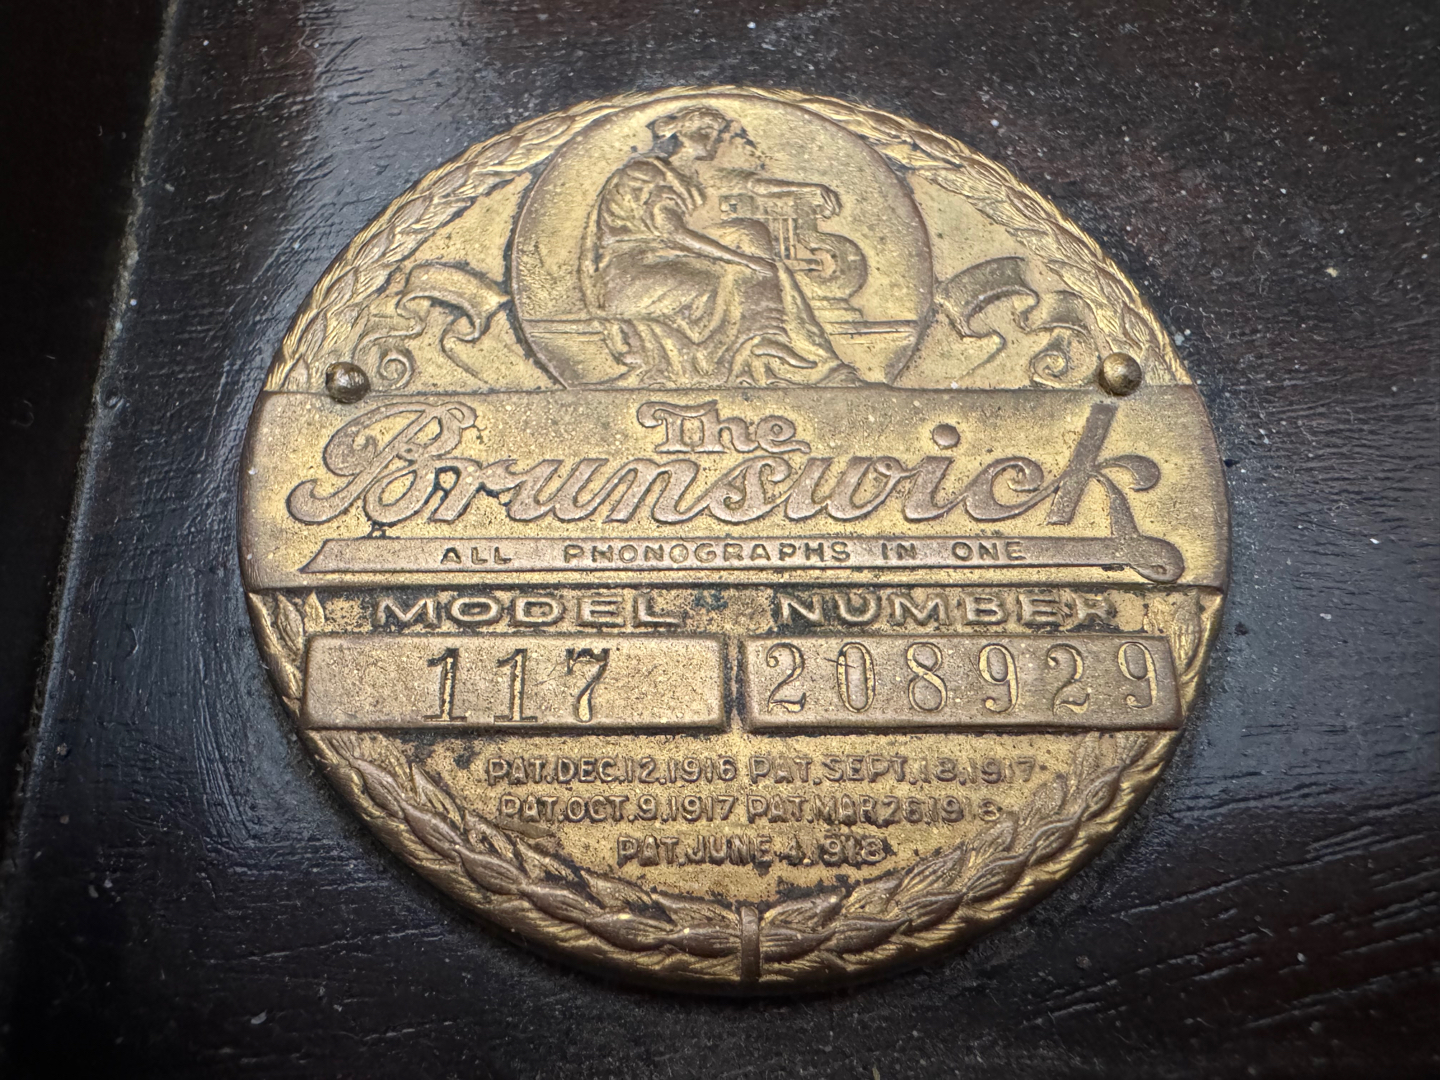 The
Brunswick
ALL PHONOGRAPHS IN ONE
MODEL NUMBER
117 208929
PAT.DEC.12.1916 PAT.SEPT.18.1917
PAT.OCT.9.1917 PAT.MAR.26.1918
PAT.JUNE 4.1918